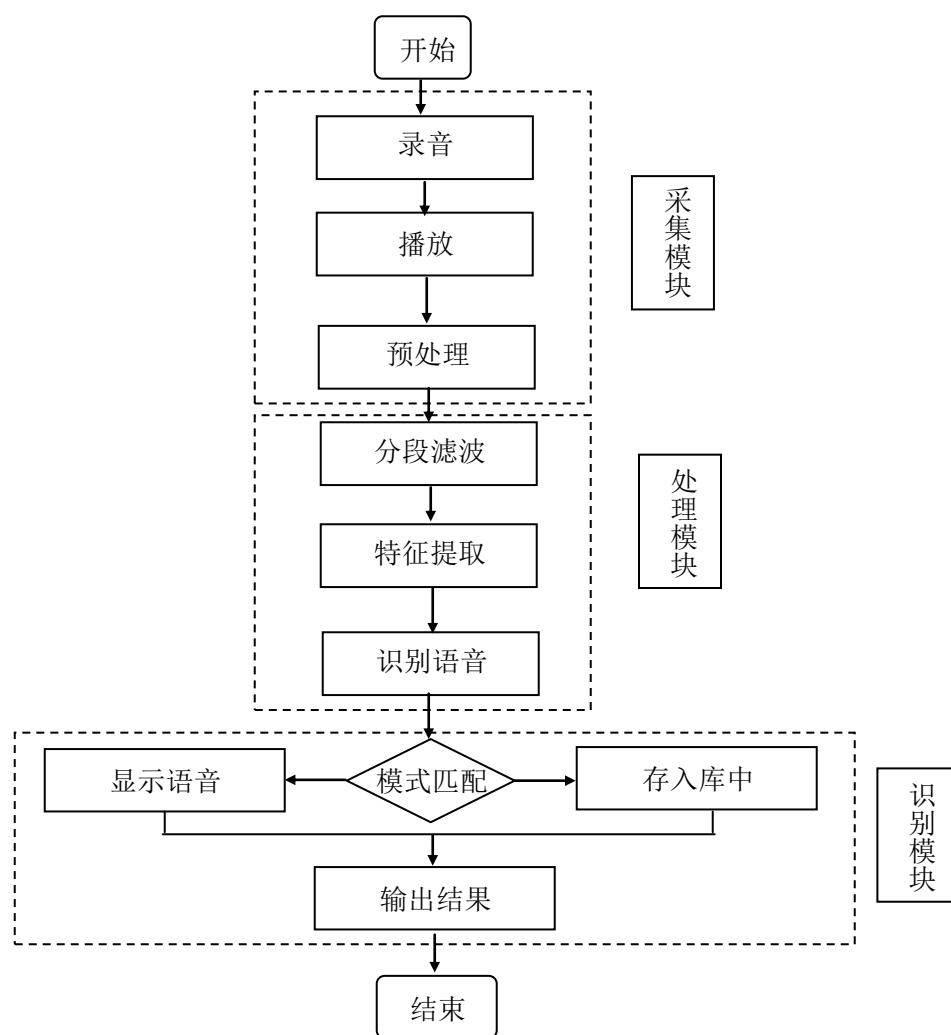 开始
录音
播放
预处理
采集模块
分段滤波
特征提取
识别语音
处理模块
显示语音
模式匹配
存入库中
识别模块
输出结果
结束